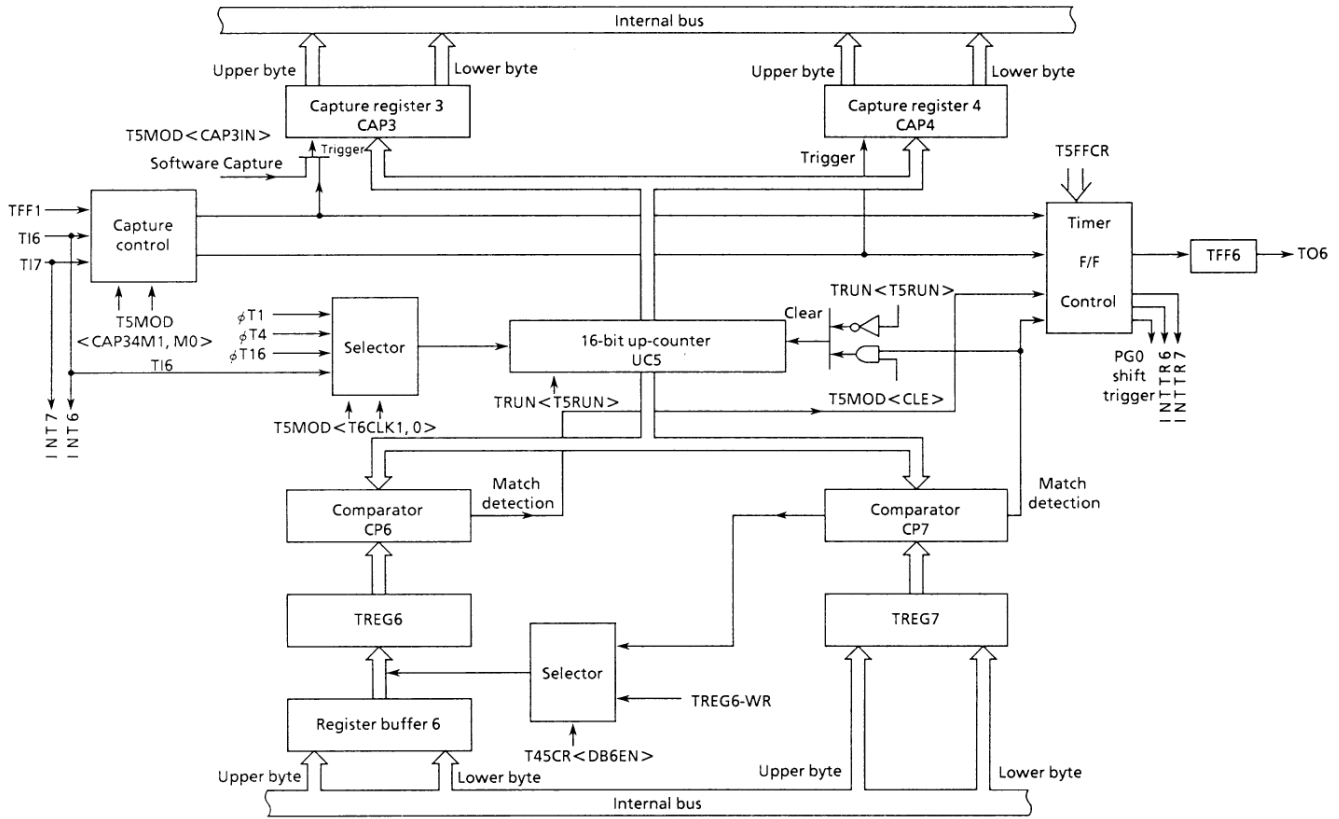 Internal bus
Upper byte
Lower byte
Upper byte
Lower byte
Capture register 3
CAP3
Capture register 4
CAP4
T5MOD<CAP3IN>
Trigger
Software Capture
Trigger
T5FFCR
TFF1
TI6
TI7
Capture
control
Timer
F/F
Control
TFF6
TO6
T5MOD
<CAP34M1, M0>
φT1
φT4
φT16
TI6
Selector
16-bit up-counter
UC5
Clear
TRUN<T5RUN>
TRUN<T5RUN>
T5MOD<CLE>
PG0
shift
trigger
INTTR6
INTTR7
INT7
INT6
T5MOD<T6CLK1, 0>
Match
detection
Match
detection
Comparator
CP6
Comparator
CP7
TREG6
TREG7
Selector
TREG6-WR
Register buffer 6
T45CR<DB6EN>
Upper byte
Lower byte
Upper byte
Lower byte
Internal bus